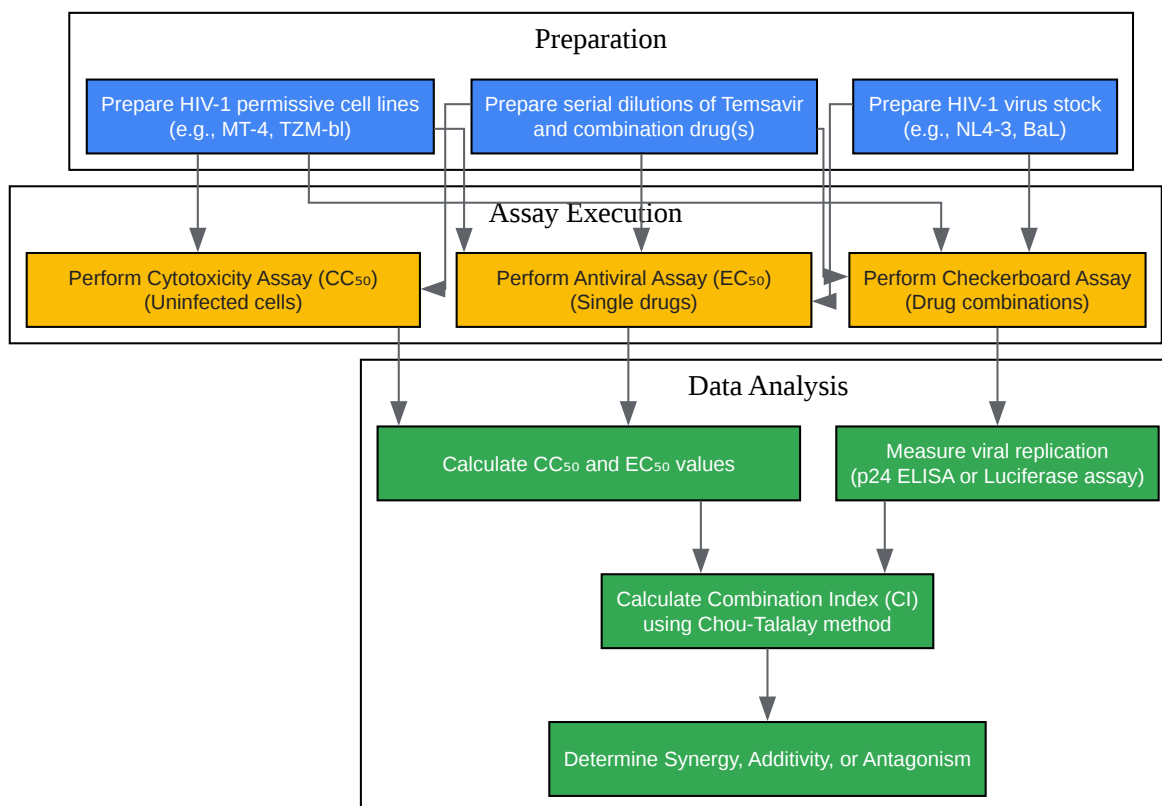 Preparation
Prepare HIV-1 permissive cell lines
(e.g., MT-4, TZM-bl)
Prepare serial dilutions of Temsavir
and combination drug(s)
Prepare HIV-1 virus stock
(e.g., NL4-3, BaL)
Assay Execution
Perform Cytotoxicity Assay (CC₅₀)
(Uninfected cells)
Perform Antiviral Assay (EC₅₀)
(Single drugs)
Perform Checkerboard Assay
(Drug combinations)
Data Analysis
Calculate CC₅₀ and EC₅₀ values
Measure viral replication
(p24 ELISA or Luciferase assay)
Calculate Combination Index (CI)
using Chou-Talalay method
Determine Synergy, Additivity, or Antagonism